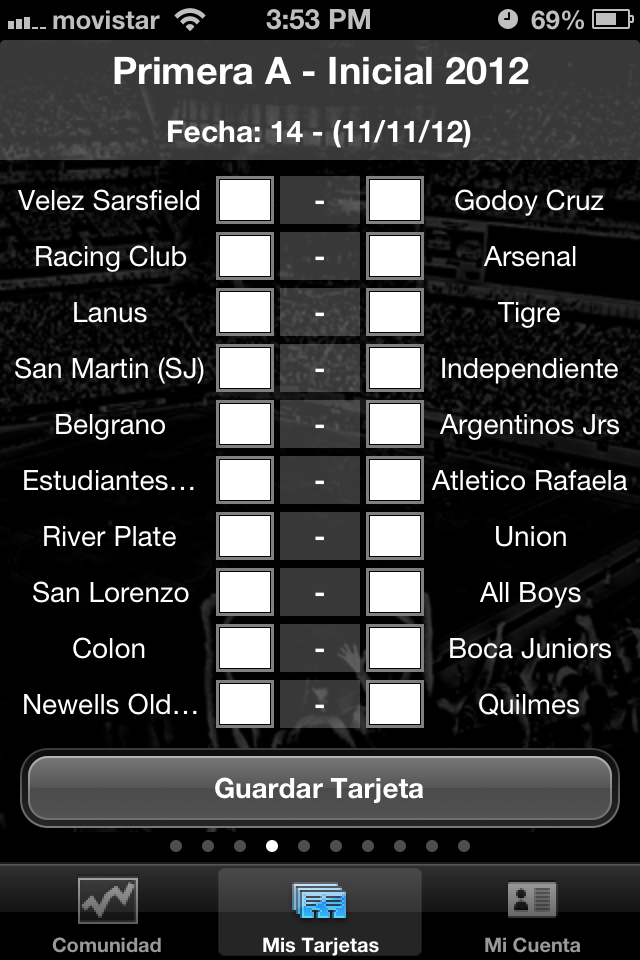 movistar 3:53 PM 69%
Primera A - Inicial 2012
Fecha: 14 - (11/11/12)
Velez Sarsfield - Godoy Cruz
Racing Club - Arsenal
Lanus - Tigre
San Martin (SJ) - Independiente
Belgrano - Argentinos Jrs
Estudiantes... - Atletico Rafaela
River Plate - Union
San Lorenzo - All Boys
Colon - Boca Juniors
Newells Old... - Quilmes
Guardar Tarjeta
Comunidad Mis Tarjetas Mi Cuenta